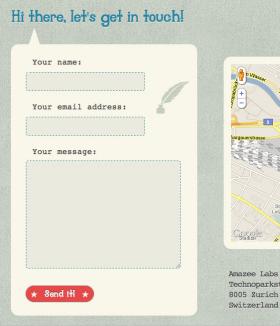 Hi there, let's get in touch!
Your name:
Your email address:
Your message:
★ Send it! ★
Google
Amazee Labs
8005 Zurich
Switzerland